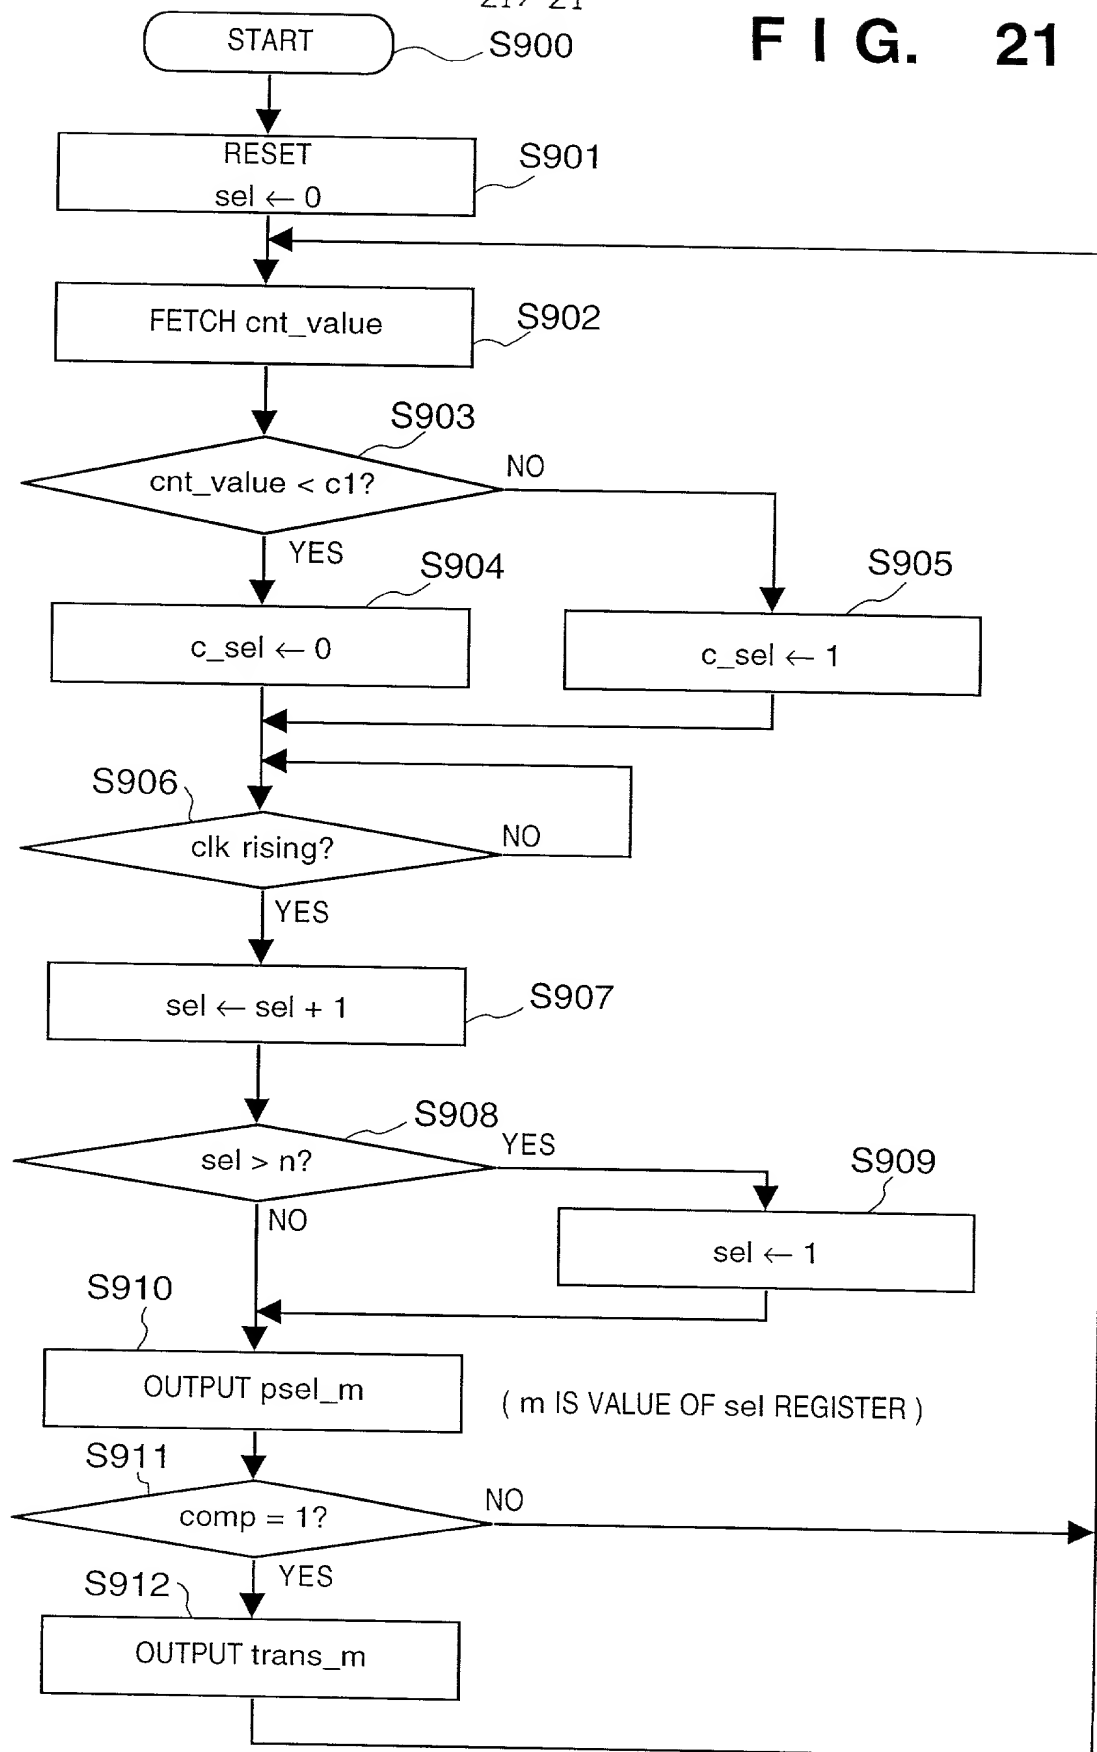 FIG. 21
START
S900
RESET
sel ← 0
S901
FETCH cnt_value
S902
S903
cnt_value < c1?
NO
YES
S904
S905
c_sel ← 0
c_sel ← 1
S906
clk rising?
NO
YES
sel ← sel + 1
S907
S908
sel > n?
YES
NO
S909
sel ← 1
S910
OUTPUT psel_m
( m IS VALUE OF sel REGISTER )
S911
comp = 1?
NO
YES
S912
OUTPUT trans_m